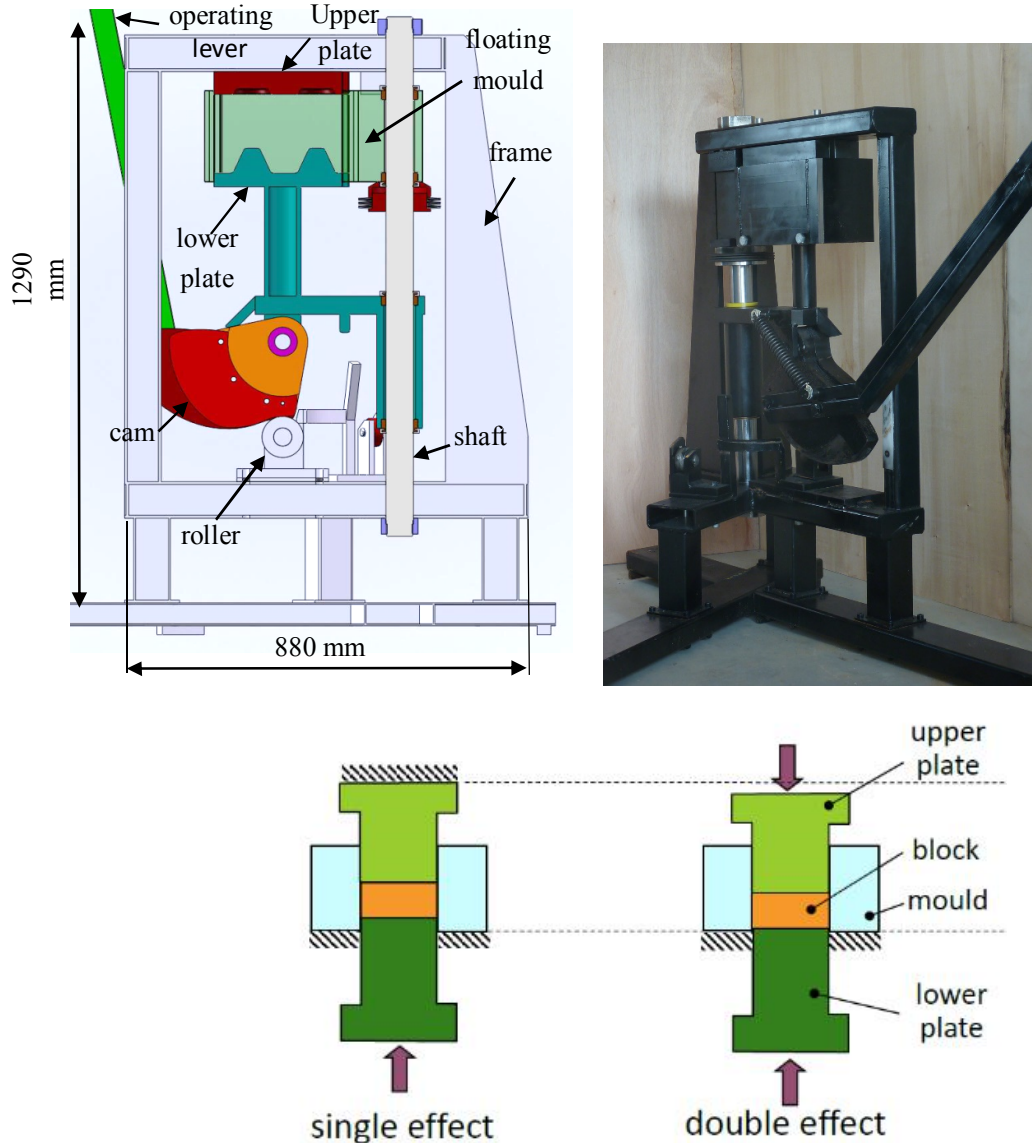 operating
lever
Upper
plate
floating
mould
frame
lower
plate
1290
mm
cam
shaft
roller
880 mm
upper
plate
block
mould
lower
plate
single effect
double effect